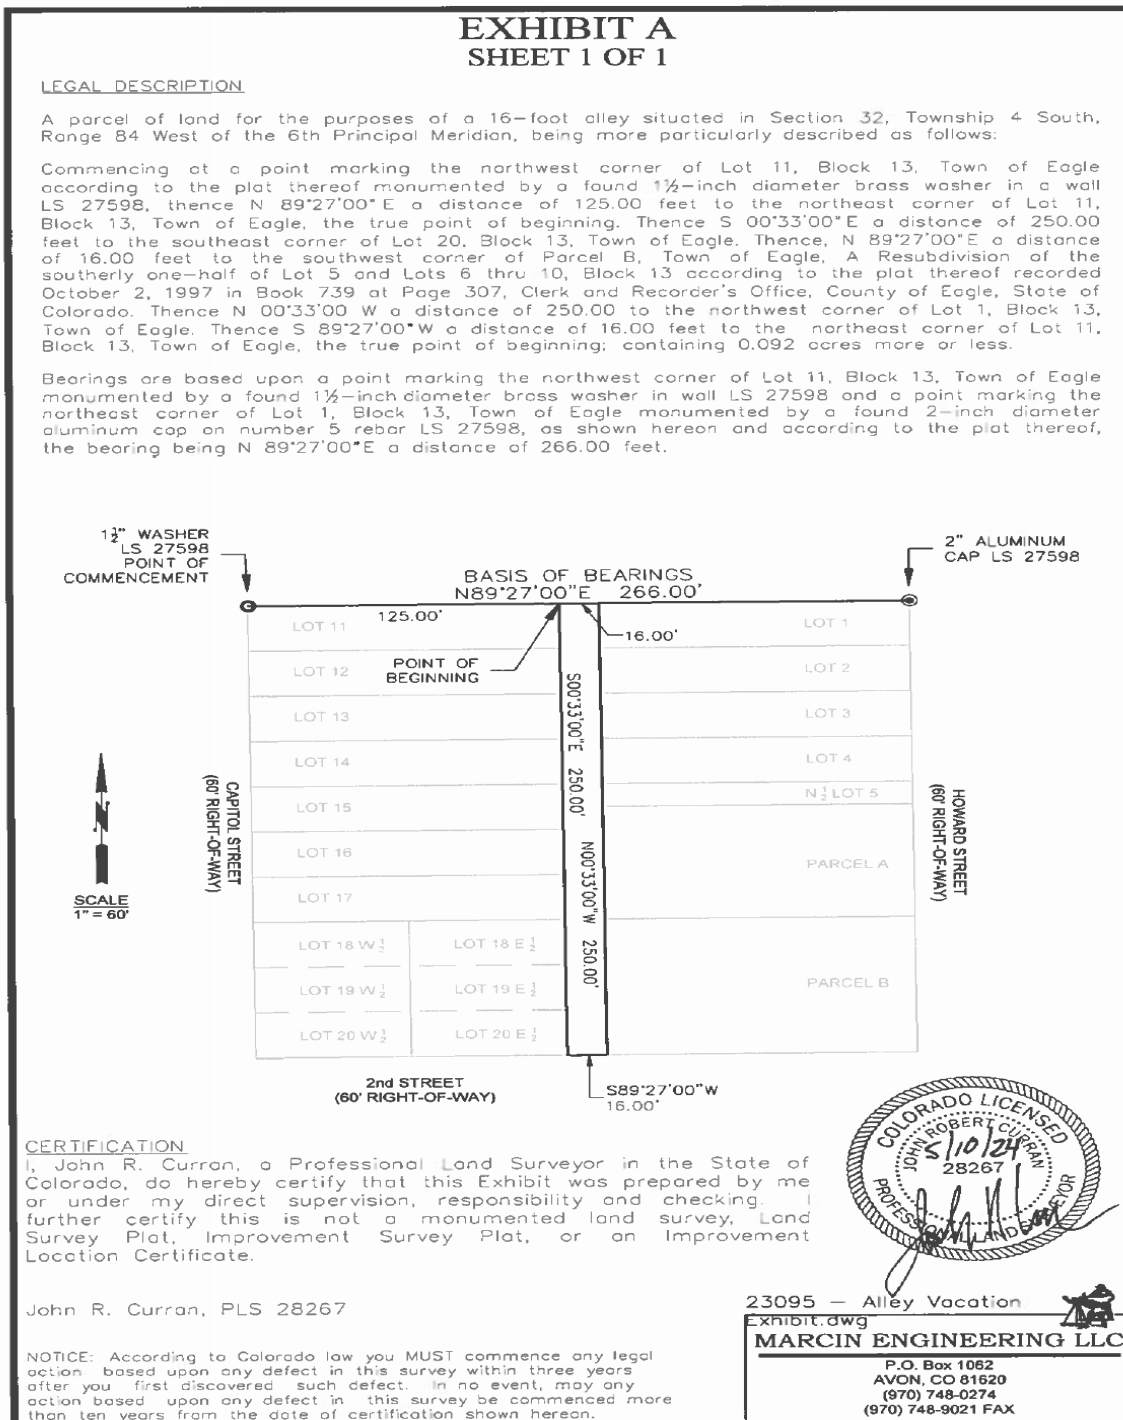 EXHIBIT A
SHEET 1 OF 1
LEGAL DESCRIPTION
A parcel of land for the purposes of a 16-foot alley situated in Section 32, Township 4 South,
Range 84 West of the 6th Principal Meridian, being more particularly described as follows:
Commencing at a point marking the northwest corner of Lot 11, Block 13, Town of Eagle
according to the plat thereof monumented by a found 1½-inch diameter brass washer in a wall
LS 27598, thence N 89°27'00" E a distance of 125.00 feet to the northeast corner of Lot 11,
Block 13, Town of Eagle, the true point of beginning. Thence S 00°33'00" E a distance of 250.00
feet to the southeast corner of Lot 20, Block 13, Town of Eagle. Thence, N 89°27'00"E a distance
of 16.00 feet to the southwest corner of Parcel B, Town of Eagle, A Resubdivision of the
southerly one-half of Lot 5 and Lots 6 thru 10, Block 13 according to the plat thereof recorded
October 2, 1997 in Book 739 at Page 307, Clerk and Recorder's Office, County of Eagle, State of
Colorado. Thence N 00°33'00 W a distance of 250.00 to the northwest corner of Lot 1, Block 13,
Town of Eagle. Thence S 89°27'00"W a distance of 16.00 feet to the northeast corner of Lot 11,
Block 13, Town of Eagle, the true point of beginning; containing 0.092 acres more or less.
Bearings are based upon a point marking the northwest corner of Lot 11, Block 13, Town of Eagle
monumented by a found 1½-inch diameter brass washer in wall LS 27598 and a point marking the
northeast corner of Lot 1, Block 13, Town of Eagle monumented by a found 2-inch diameter
aluminum cap on number 5 rebar LS 27598, as shown hereon and according to the plat thereof,
the bearing being N 89°27'00"E a distance of 266.00 feet.
1½" WASHER
LS 27598
POINT OF
COMMENCEMENT
2" ALUMINUM
CAP LS 27598
BASIS OF BEARINGS
N89°27'00"E 266.00'
125.00'
16.00'
POINT OF
BEGINNING
LOT 11
LOT 12
LOT 13
LOT 14
LOT 15
LOT 16
LOT 17
LOT 18 W ½
LOT 18 E ½
LOT 19 W ½
LOT 19 E ½
LOT 20 W ½
LOT 20 E ½
S00°33'00"E 250.00'
N00°33'00"W 250.00'
LOT 1
LOT 2
LOT 3
LOT 4
N ½ LOT 5
PARCEL A
PARCEL B
CAPITOL STREET
(60' RIGHT-OF-WAY)
HOWARD STREET
(60' RIGHT-OF-WAY)
N
SCALE
1" = 60'
2nd STREET
(60' RIGHT-OF-WAY)
S89°27'00"W
16.00'
CERTIFICATION
I, John R. Curran, a Professional Land Surveyor in the State of
Colorado, do hereby certify that this Exhibit was prepared by me
or under my direct supervision, responsibility and checking. I
further certify this is not a monumented land survey, Land
Survey Plat, Improvement Survey Plat, or an Improvement
Location Certificate.
John R. Curran, PLS 28267
COLORADO LICENSED
JOHN ROBERT CURRAN
5/10/24
28267
PROFESSIONAL LAND SURVEYOR
NOTICE: According to Colorado law you MUST commence any legal
action based upon any defect in this survey within three years
after you first discovered such defect. In no event, may any
action based upon any defect in this survey be commenced more
than ten years from the date of certification shown hereon.
23095 – Alley Vacation
Exhibit.dwg
MARCIN ENGINEERING LLC
P.O. Box 1062
AVON, CO 81620
(970) 748-0274
(970) 748-9021 FAX